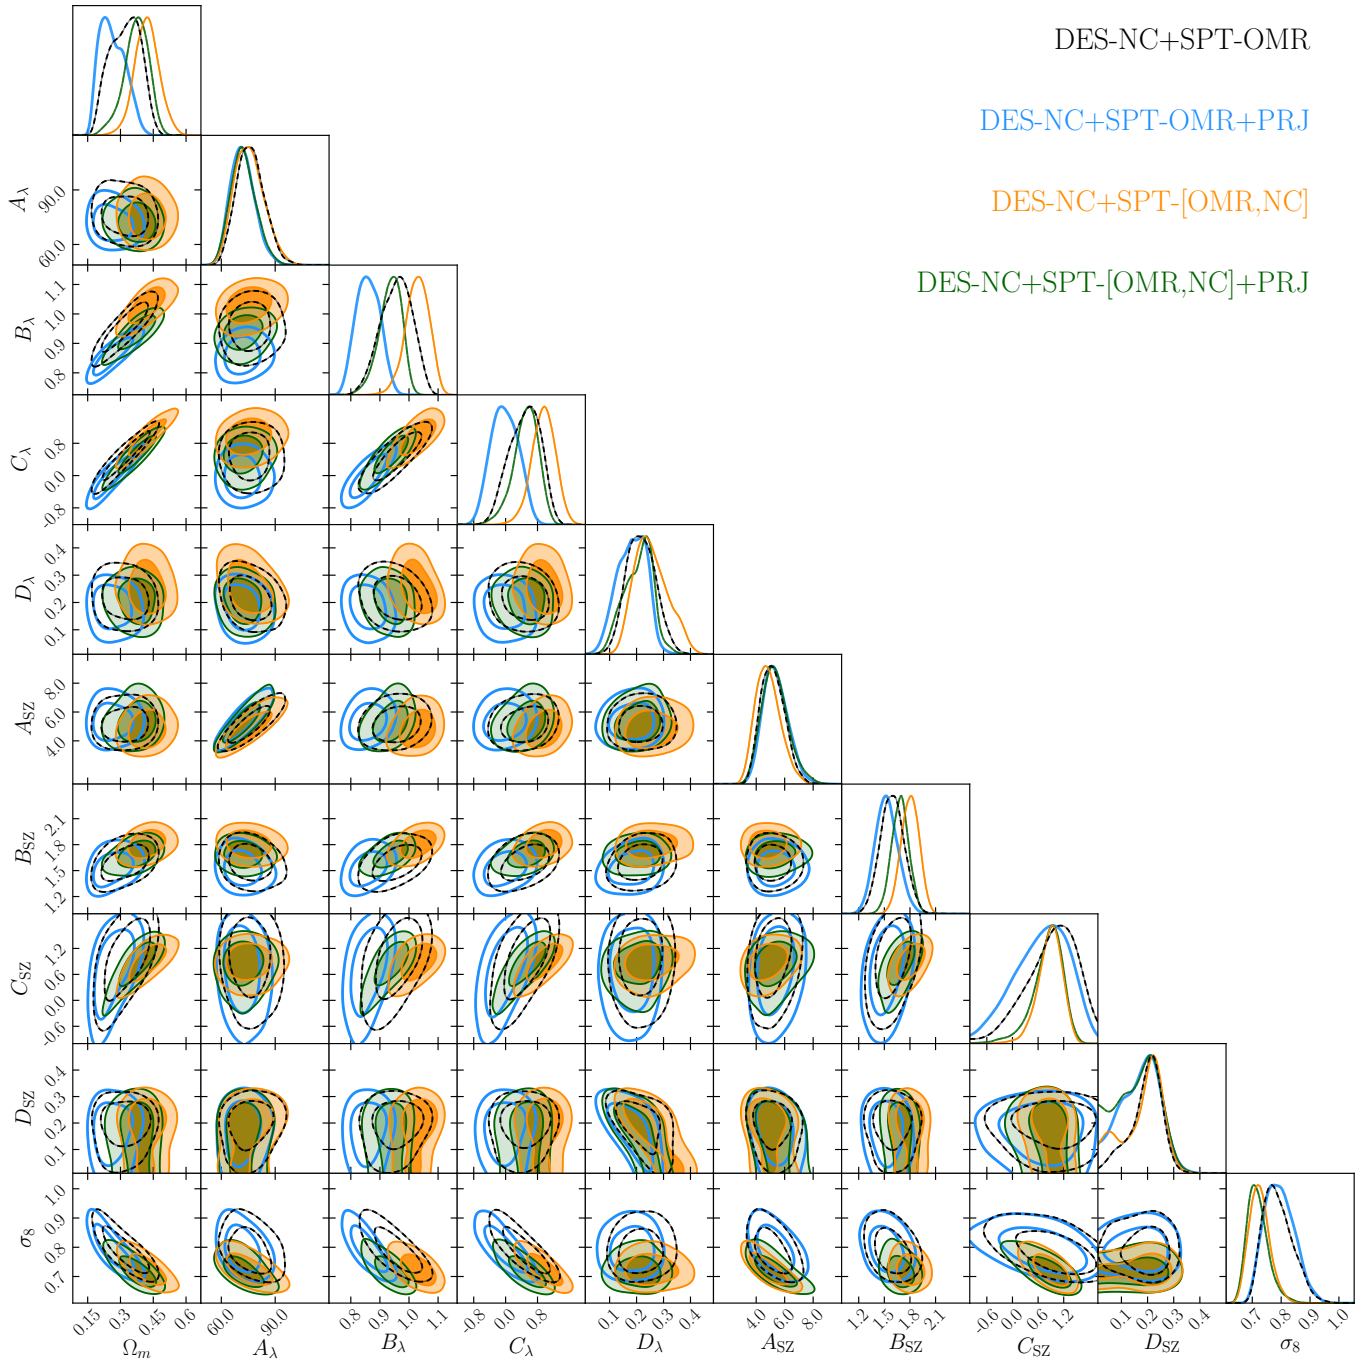 DES-NC+SPT-OMR
DES-NC+SPT-OMR+PRJ
DES-NC+SPT-[OMR,NC]
DES-NC+SPT-[OMR,NC]+PRJ
A_λ
90.0
60.0
B_λ
1.1
1.0
0.9
0.8
C_λ
0.8
0.0
-0.8
D_λ
0.4
0.3
0.2
0.1
A_SZ
8.0
6.0
4.0
B_SZ
2.1
1.8
1.5
1.2
C_SZ
1.2
0.6
0.0
-0.6
D_SZ
0.4
0.3
0.2
0.1
σ_8
1.0
0.9
0.8
0.7
0.15 0.3 0.45 0.6 60.0 90.0 0.8 0.9 1.0 1.1 -0.8 0.0 0.8 0.1 0.2 0.3 0.4 4.0 6.0 8.0 1.2 1.5 1.8 2.1 -0.6 0.0 0.6 1.2 0.1 0.2 0.3 0.4 0.7 0.8 0.9 1.0
Ω_m A_λ B_λ C_λ D_λ A_SZ B_SZ C_SZ D_SZ σ_8